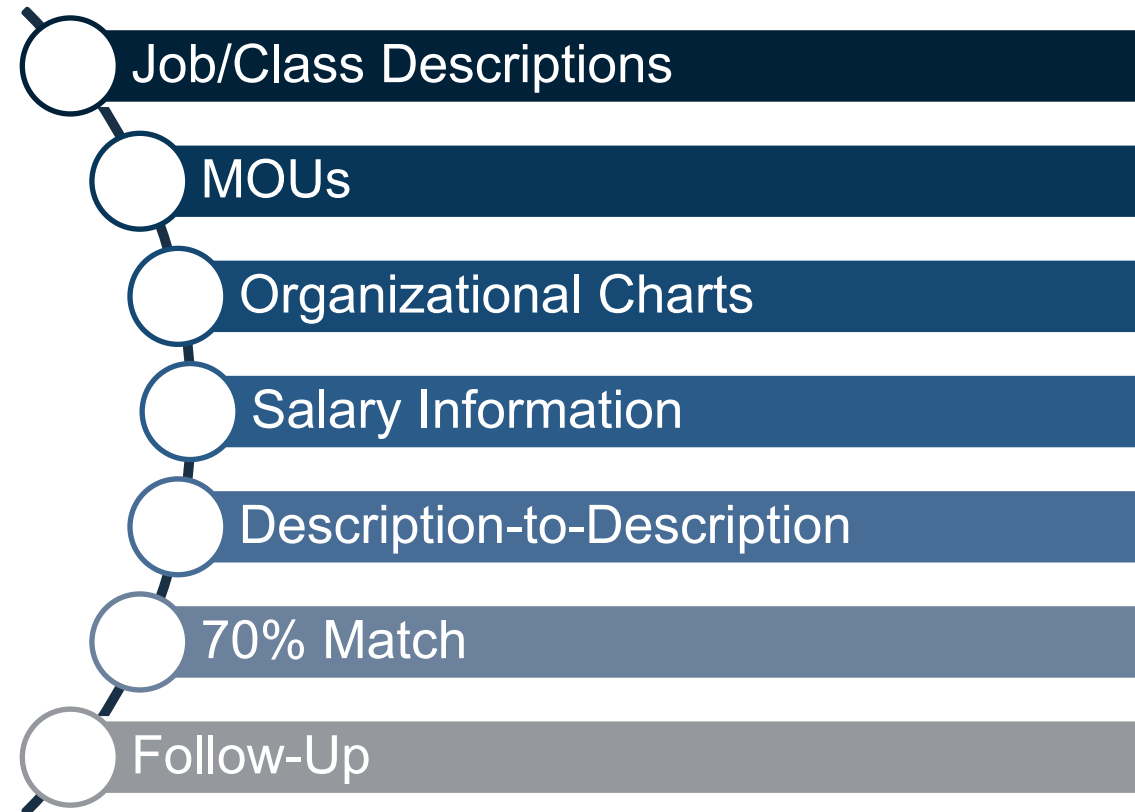 Job/Class Descriptions
MOUs
Organizational Charts
Salary Information
Description-to-Description
70% Match
Follow-Up